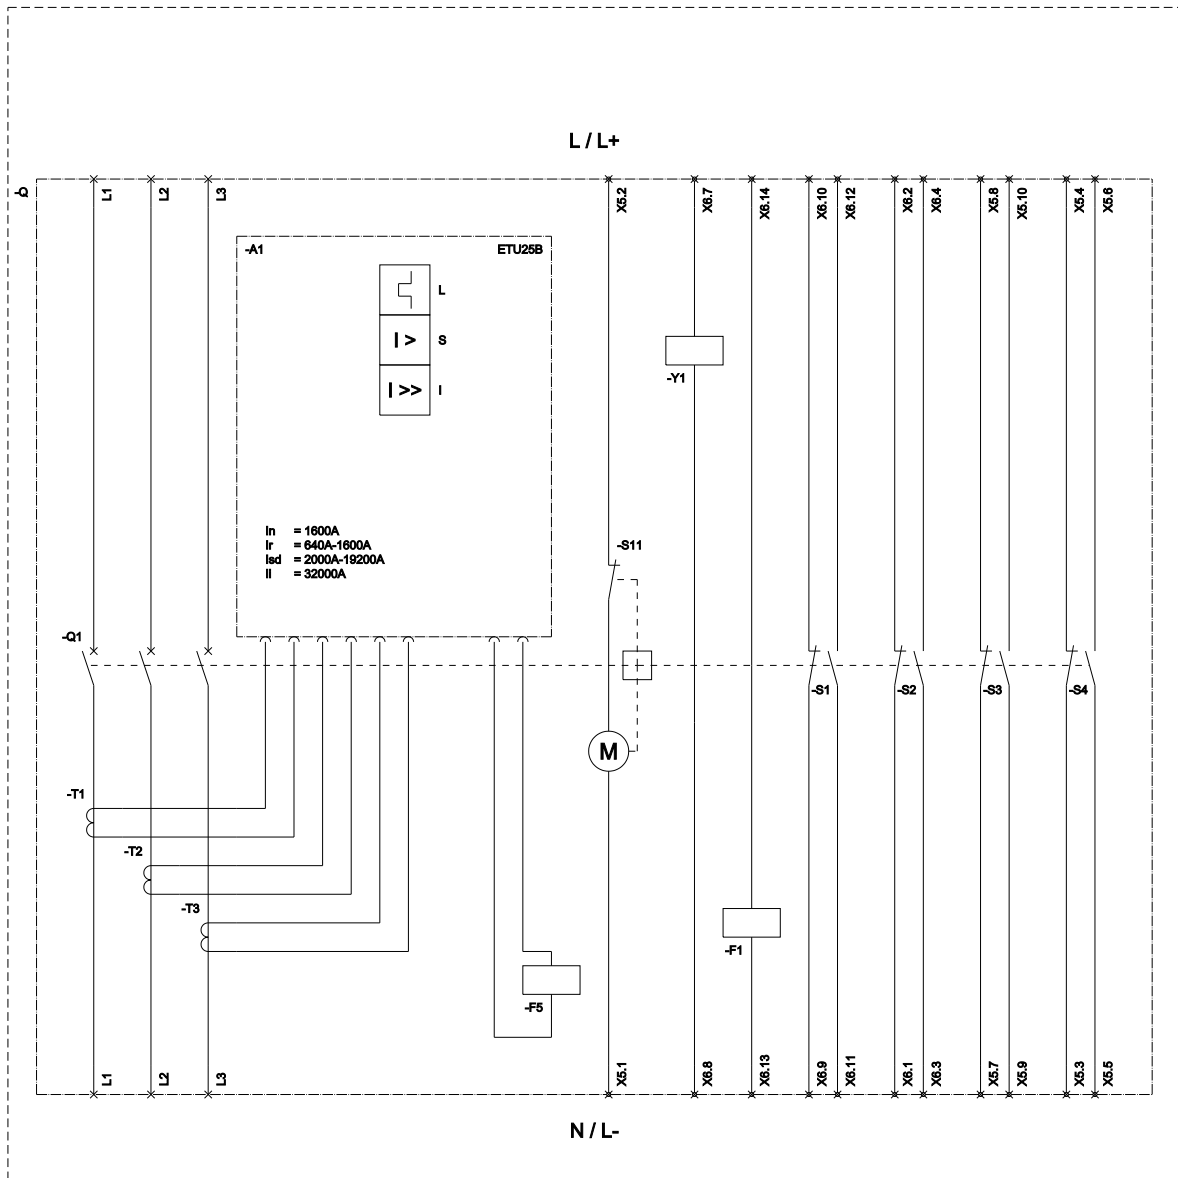 L / L+
-Q
L1
L2
L3
X5.2
X6.7
X6.14
X6.10
X6.12
X6.2
X6.4
X5.8
X5.10
X5.4
X5.6
-A1
ETU25B
L
I >
S
I >>
I
-Y1
In = 1600A
Ir = 640A-1600A
Isd = 2000A-19200A
Ii = 32000A
-S11
-Q1
-S1
-S2
-S3
-S4
M
-T1
-T2
-T3
-F1
-F5
L1
L2
L3
X5.1
X6.8
X6.13
X6.9
X6.11
X6.1
X6.3
X5.7
X5.9
X5.3
X5.5
N / L-